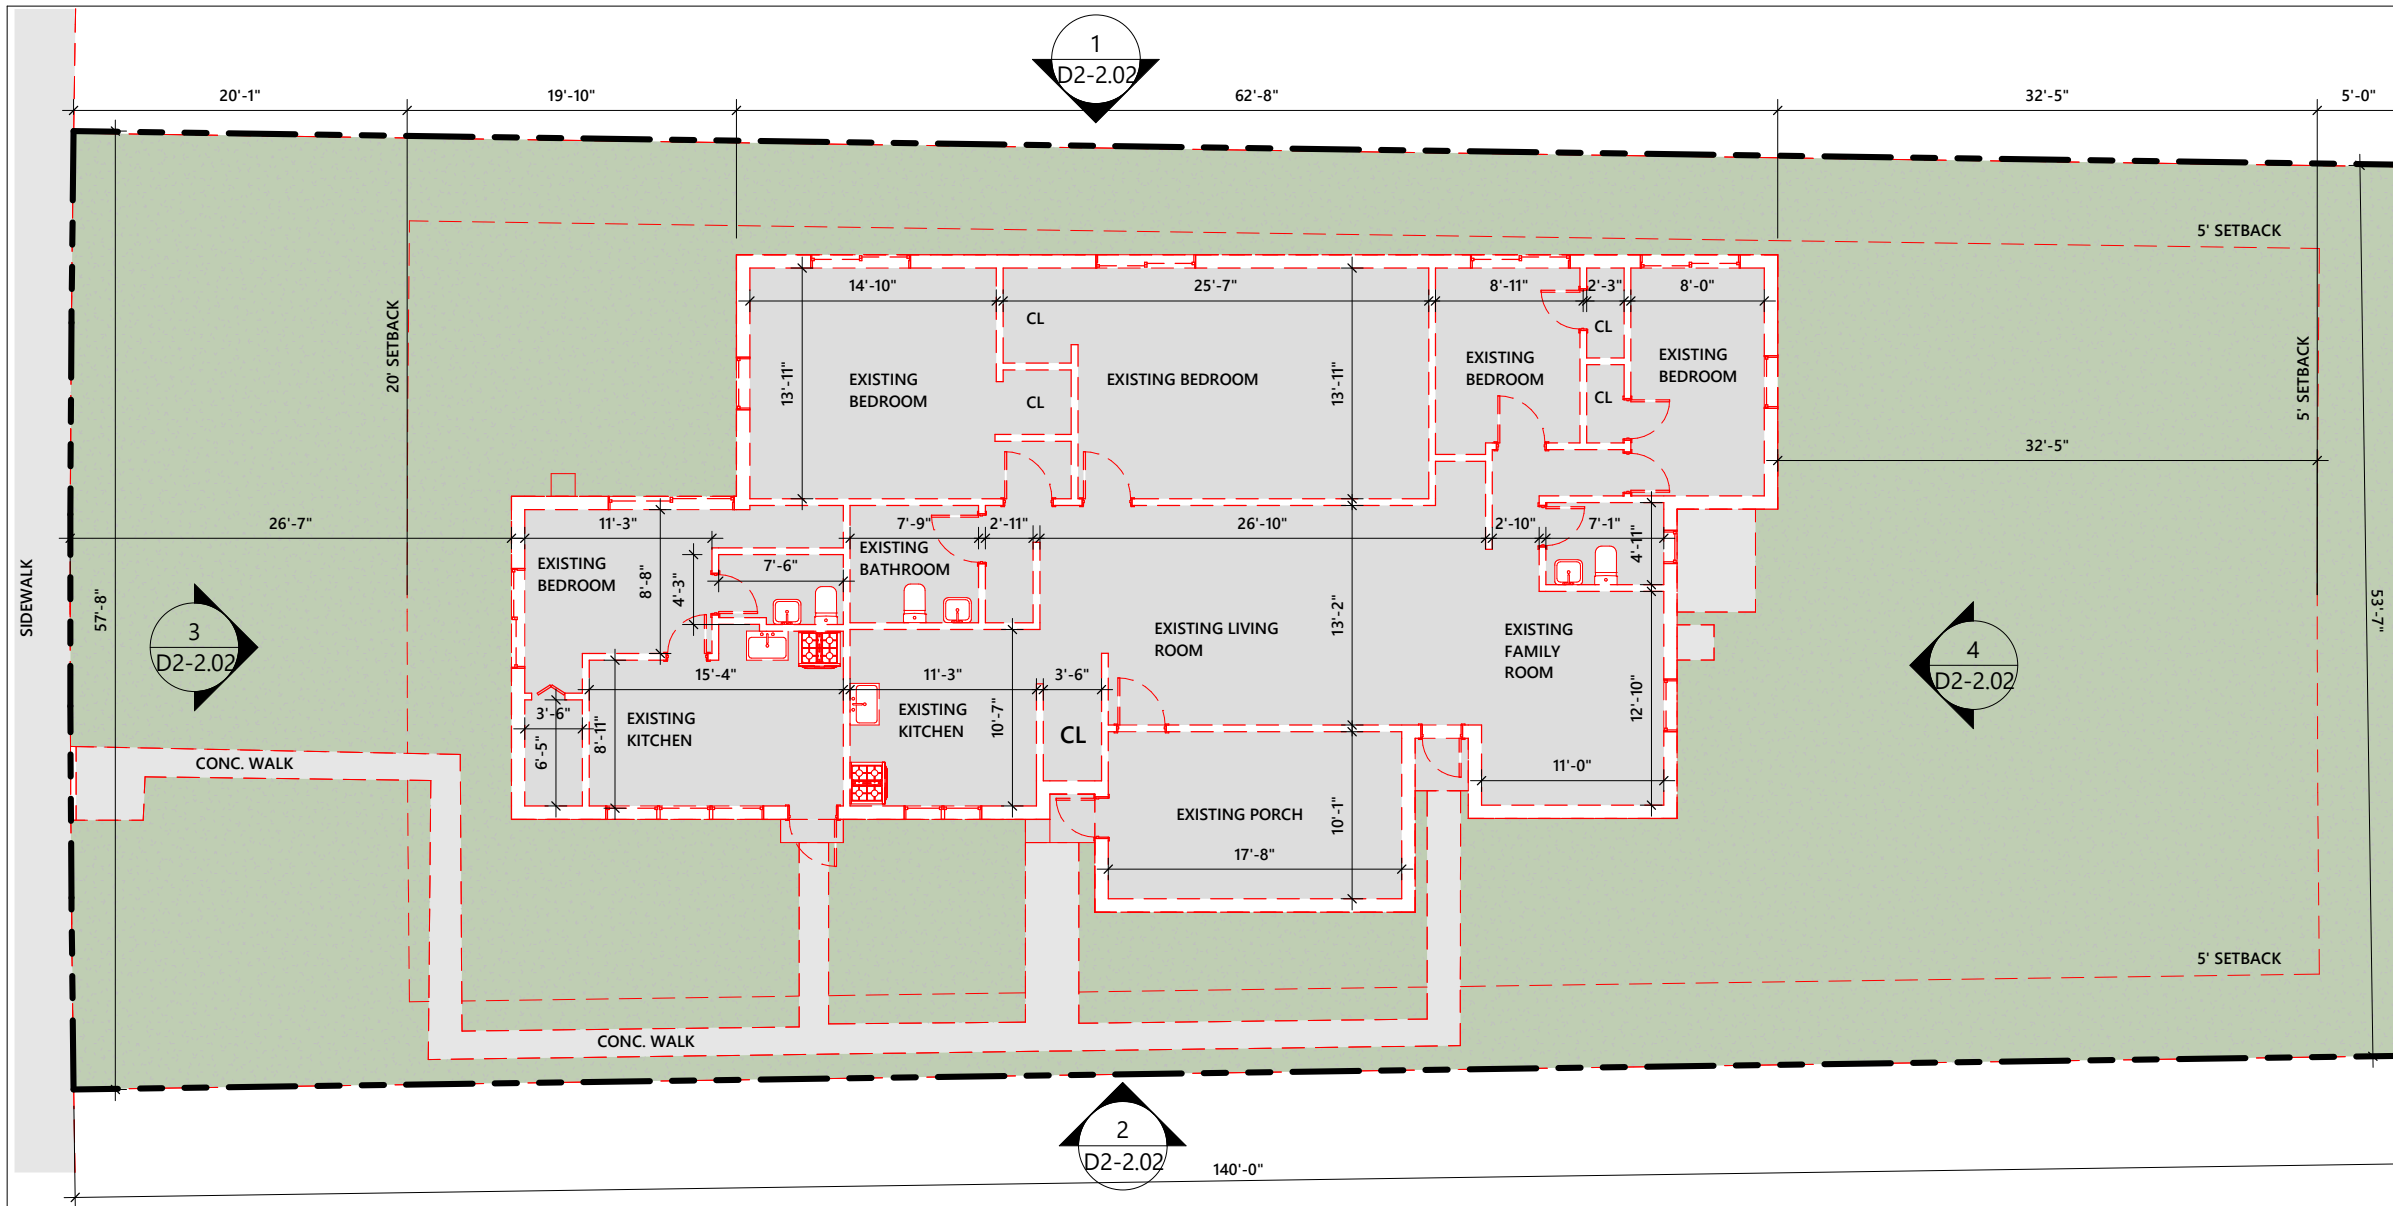 1
D2-2.02
20'-1"
19'-10"
62'-8"
32'-5"
5'-0"
5' SETBACK
14'-10"
25'-7"
8'-11"
2'-3"
8'-0"
CL
CL
20' SETBACK
5' SETBACK
13'-11"
EXISTING
BEDROOM
CL
EXISTING BEDROOM
13'-11"
EXISTING
BEDROOM
CL
EXISTING
BEDROOM
32'-5"
26'-7"
11'-3"
7'-9"
2'-11"
26'-10"
2'-10"
7'-1"
4'-11"
EXISTING
BEDROOM
8'-8"
4'-3"
7'-6"
EXISTING
BATHROOM
SIDEWALK
57'-8"
53'-7"
3
D2-2.02
EXISTING LIVING
ROOM
13'-2"
EXISTING
FAMILY
ROOM
4
D2-2.02
15'-4"
11'-3"
3'-6"
12'-10"
3'-6"
6'-5"
8'-11"
EXISTING
KITCHEN
EXISTING
KITCHEN
10'-7"
CL
CONC. WALK
11'-0"
EXISTING PORCH
10'-1"
17'-8"
5' SETBACK
CONC. WALK
2
D2-2.02
140'-0"